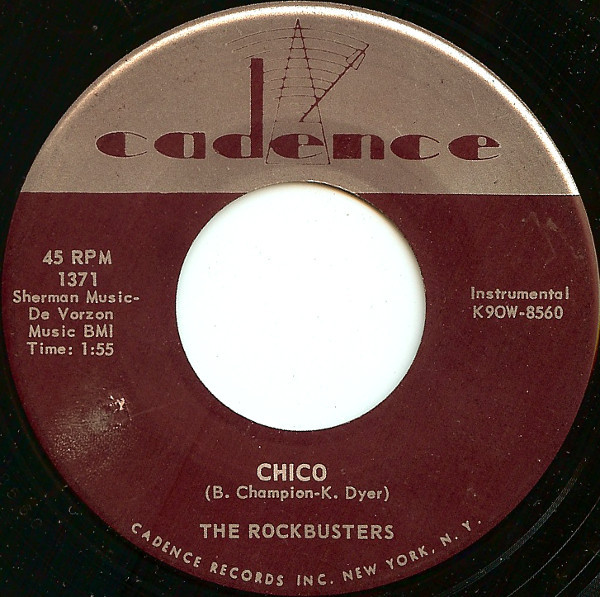 cadence
45 RPM
1371
Sherman Music-
De Vorzon
Music BMI
Time: 1:55
Instrumental
K9OW-8560
CHICO
(B. Champion-K. Dyer)
THE ROCKBUSTERS
CADENCE RECORDS INC. NEW YORK, N. Y.